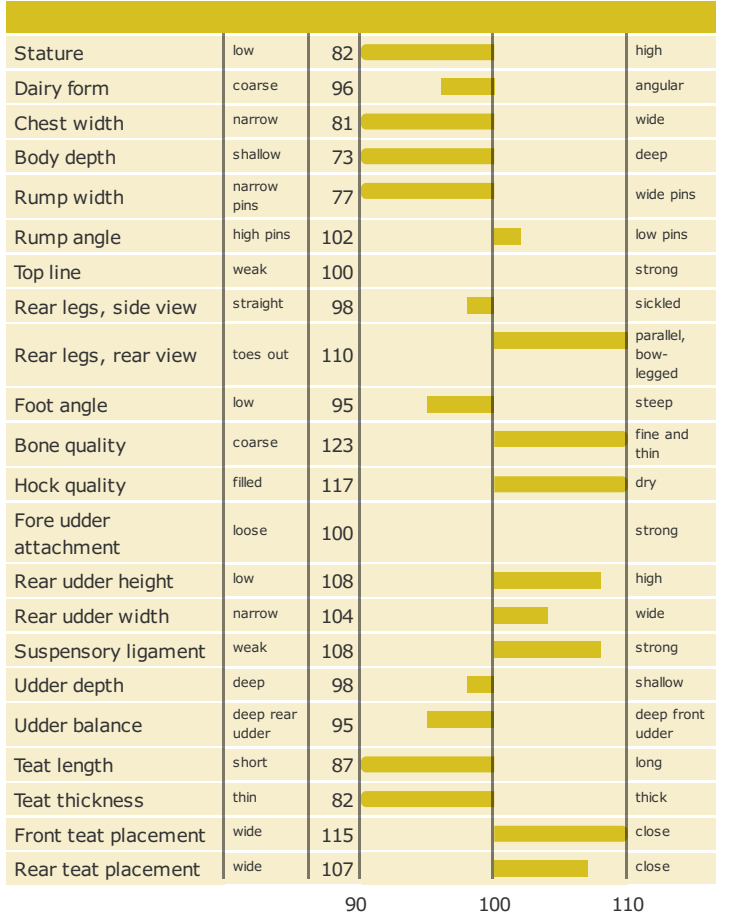 Stature low 82 high
Dairy form coarse 96 angular
Chest width narrow 81 wide
Body depth shallow 73 deep
Rump width narrow pins 77 wide pins
Rump angle high pins 102 low pins
Top line weak 100 strong
Rear legs, side view straight 98 sickled
Rear legs, rear view toes out 110 parallel, bow-legged
Foot angle low 95 steep
Bone quality coarse 123 fine and thin
Hock quality filled 117 dry
Fore udder attachment loose 100 strong
Rear udder height low 108 high
Rear udder width narrow 104 wide
Suspensory ligament weak 108 strong
Udder depth deep 98 shallow
Udder balance deep rear udder 95 deep front udder
Teat length short 87 long
Teat thickness thin 82 thick
Front teat placement wide 115 close
Rear teat placement wide 107 close
90 100 110